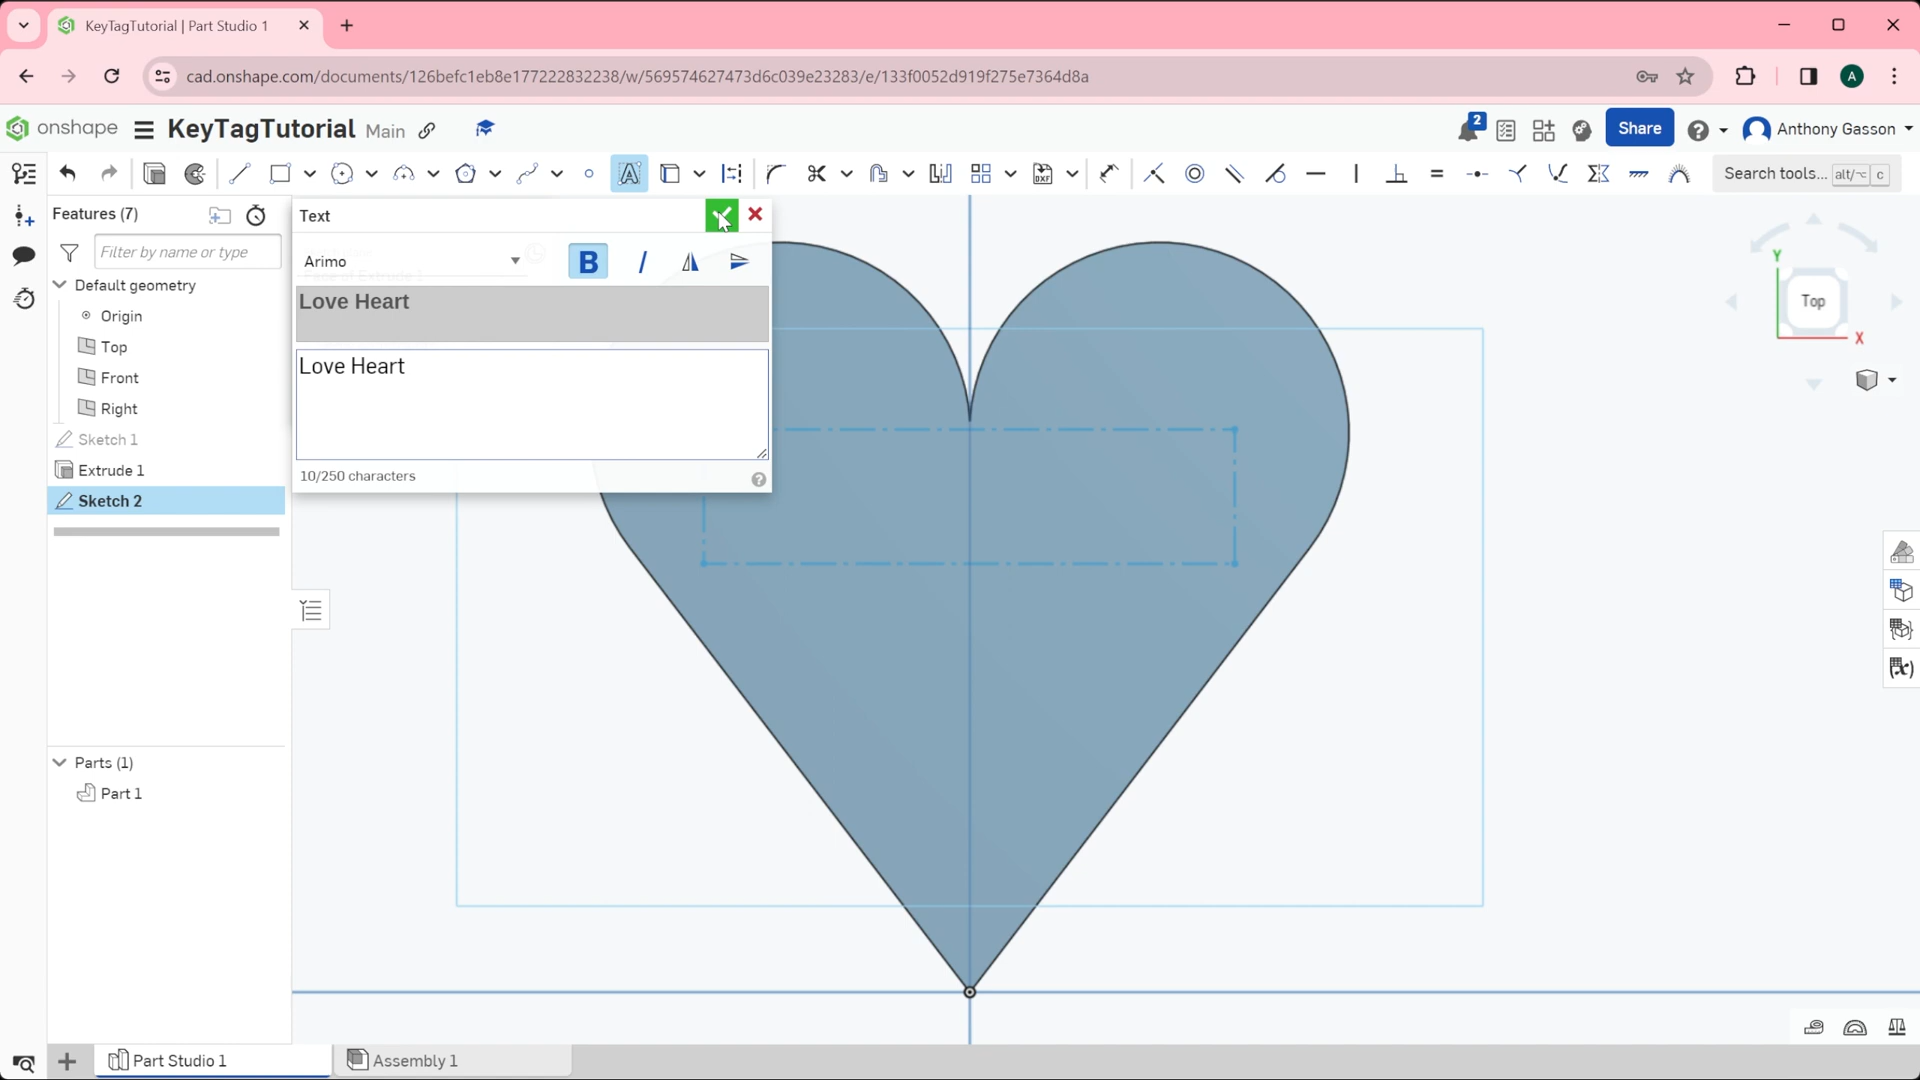 KeyTagTutorial | Part Studio 1
cad.onshape.com/documents/126befc1eb8e177222832238/w/569574627473d6c039e23283/e/133f0052d919f275e7364d8a
A
onshape
KeyTagTutorial
Main
2
Share
Anthony Gasson
Search tools... alt/⌥ c
Features (7)
Filter by name or type
Default geometry
Origin
Top
Front
Right
Sketch 1
Extrude 1
Sketch 2
Text
Arimo
B
I
Love Heart
Love Heart
10/250 characters
Y
Top
X
Parts (1)
Part 1
Part Studio 1
Assembly 1